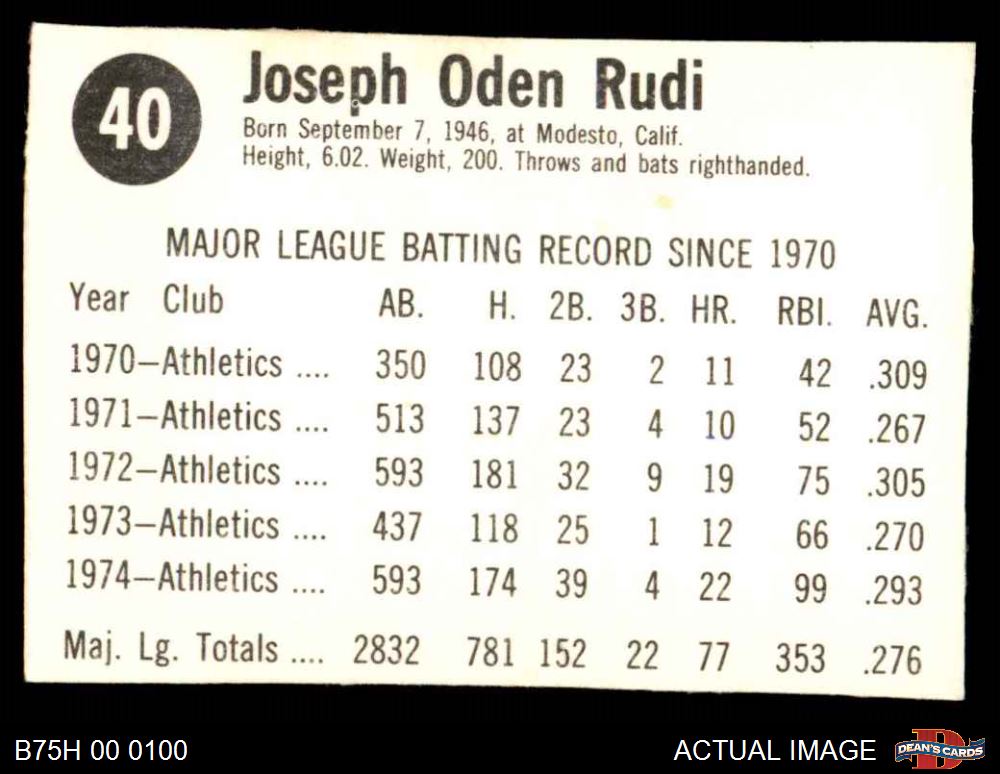 40
Joseph Oden Rudi
Born September 7, 1946, at Modesto, Calif.
Height, 6.02. Weight, 200. Throws and bats righthanded.
MAJOR LEAGUE BATTING RECORD SINCE 1970
Year Club AB. H. 2B. 3B. HR. RBI. AVG.
1970—Athletics .... 350 108 23 2 11 42 .309
1971—Athletics .... 513 137 23 4 10 52 .267
1972—Athletics .... 593 181 32 9 19 75 .305
1973—Athletics .... 437 118 25 1 12 66 .270
1974—Athletics .... 593 174 39 4 22 99 .293
Maj. Lg. Totals .... 2832 781 152 22 77 353 .276
B75H 00 0100 ACTUAL IMAGE DEAN'S CARDS